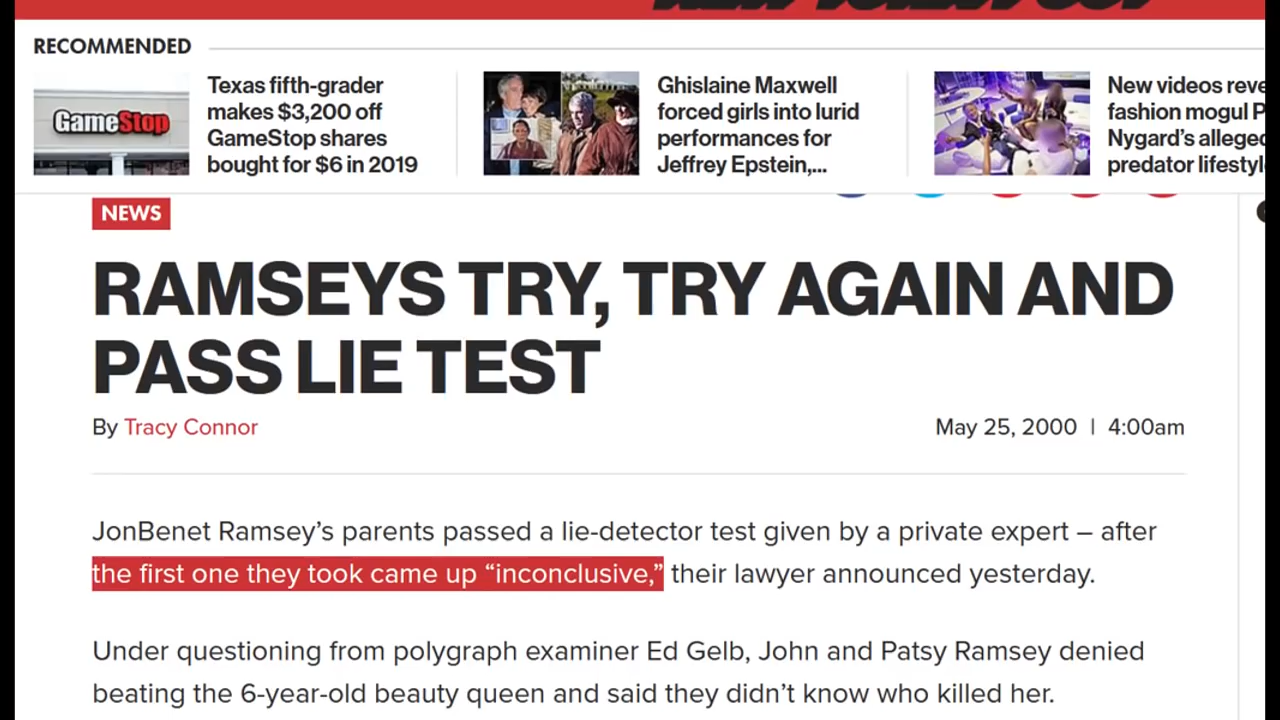 RECOMMENDED
Texas fifth-grader
makes $3,200 off
GameStop shares
bought for $6 in 2019
GameStop
Ghislaine Maxwell
forced girls into lurid
performances for
Jeffrey Epstein,...
New videos reve
fashion mogul P
Nygard’s alleged
predator lifestyl
NEWS
RAMSEYS TRY, TRY AGAIN AND
PASS LIE TEST
By Tracy Connor
May 25, 2000 | 4:00am
JonBenet Ramsey’s parents passed a lie-detector test given by a private expert – after
the first one they took came up “inconclusive,” their lawyer announced yesterday.
Under questioning from polygraph examiner Ed Gelb, John and Patsy Ramsey denied
beating the 6-year-old beauty queen and said they didn’t know who killed her.